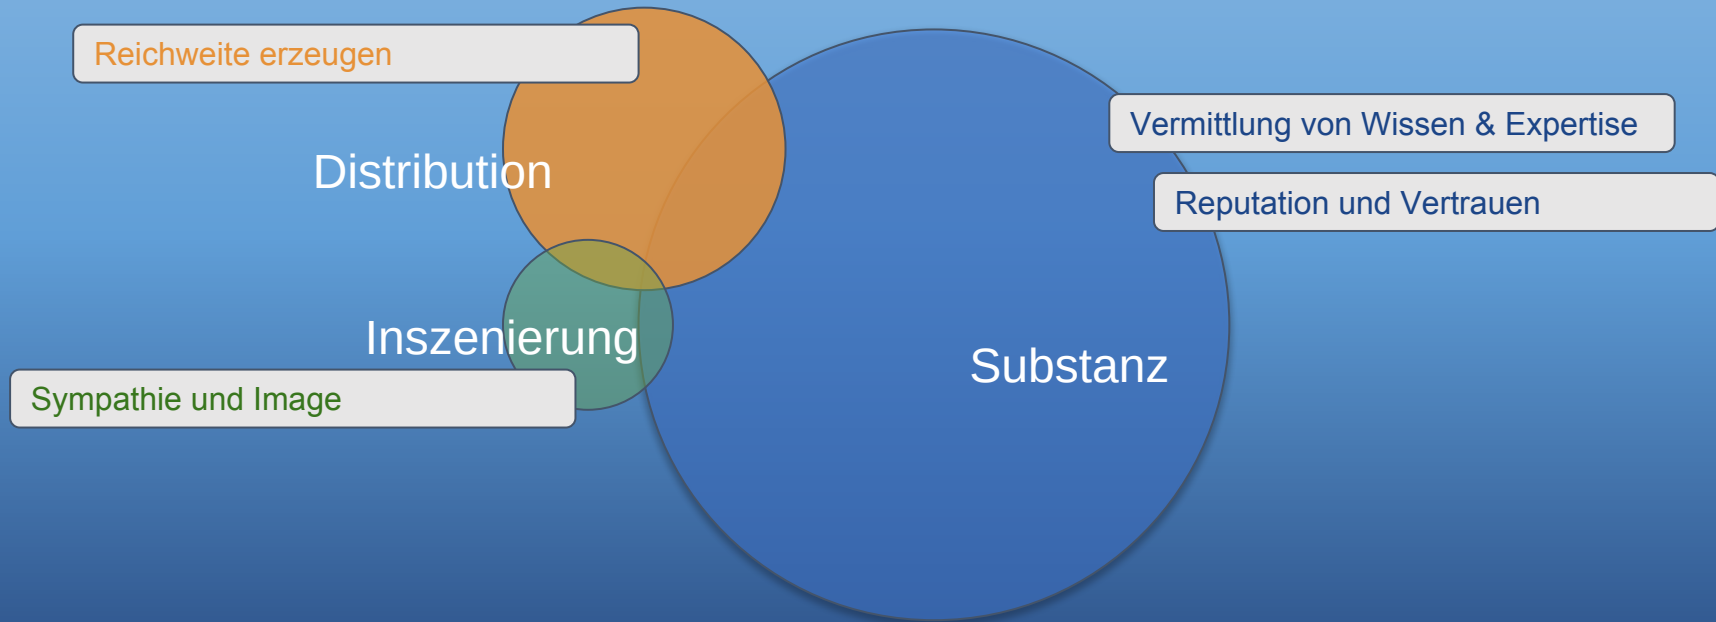 Reichweite erzeugen
Vermittlung von Wissen & Expertise
Distribution
Reputation und Vertrauen
Inszenierung
Substanz
Sympathie und Image